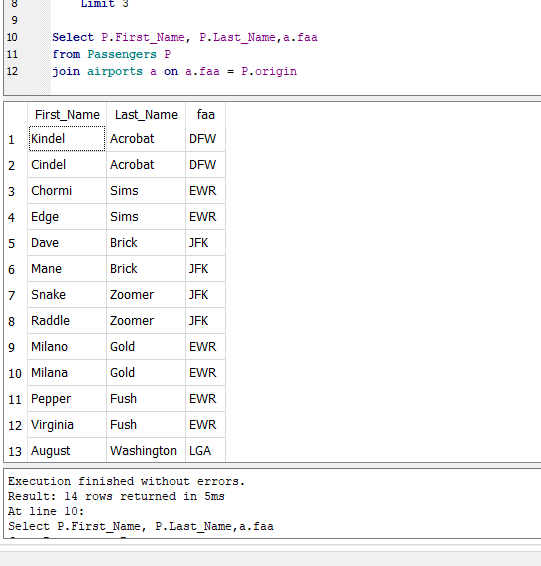 8 Limit 3
9
10 Select P.First_Name, P.Last_Name,a.faa
11 from Passengers P
12 join airports a on a.faa = P.origin
First_Name Last_Name faa
1 Kindel Acrobat DFW
2 Cindel Acrobat DFW
3 Chormi Sims EWR
4 Edge Sims EWR
5 Dave Brick JFK
6 Mane Brick JFK
7 Snake Zoomer JFK
8 Raddle Zoomer JFK
9 Milano Gold EWR
10 Milana Gold EWR
11 Pepper Fush EWR
12 Virginia Fush EWR
13 August Washington LGA
Execution finished without errors.
Result: 14 rows returned in 5ms
At line 10:
Select P.First_Name, P.Last_Name,a.faa